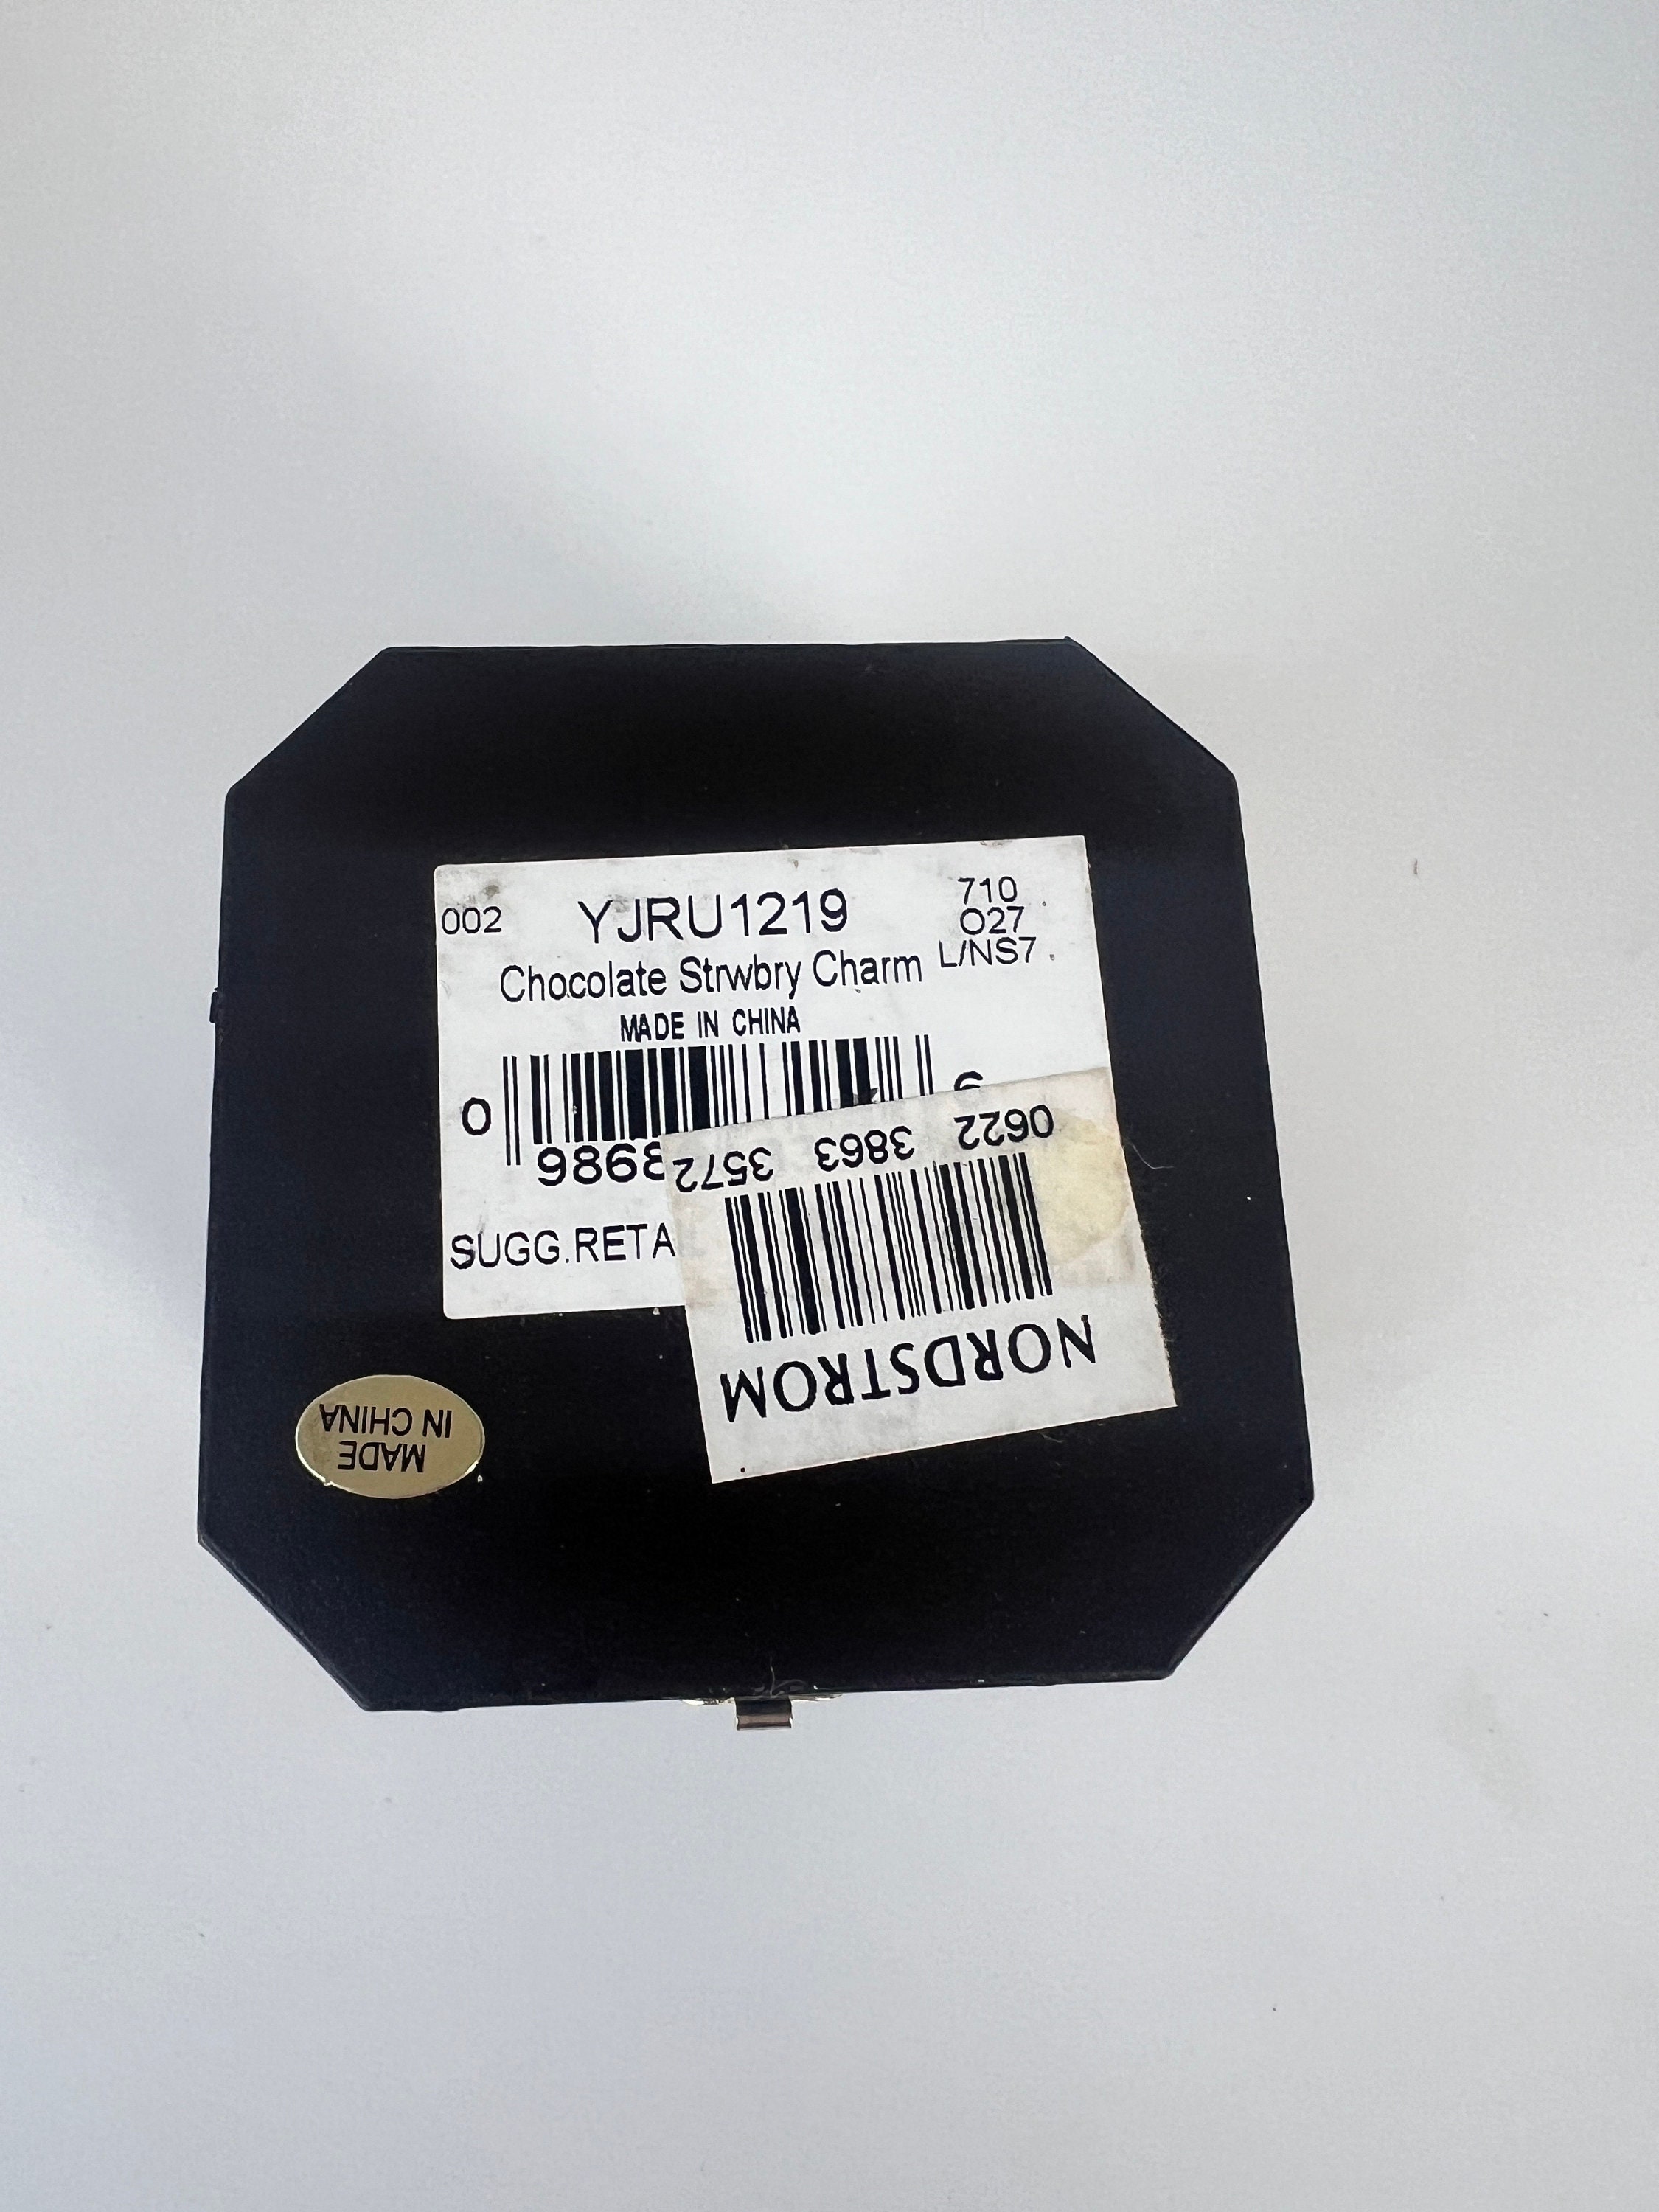 002
YJRU1219
710
O27
L/NS7
Chocolate Strwbry Charm
MADE IN CHINA
0
SUGG.RETA
0622 3863 3572
NORDSTROM
MADE
IN CHINA